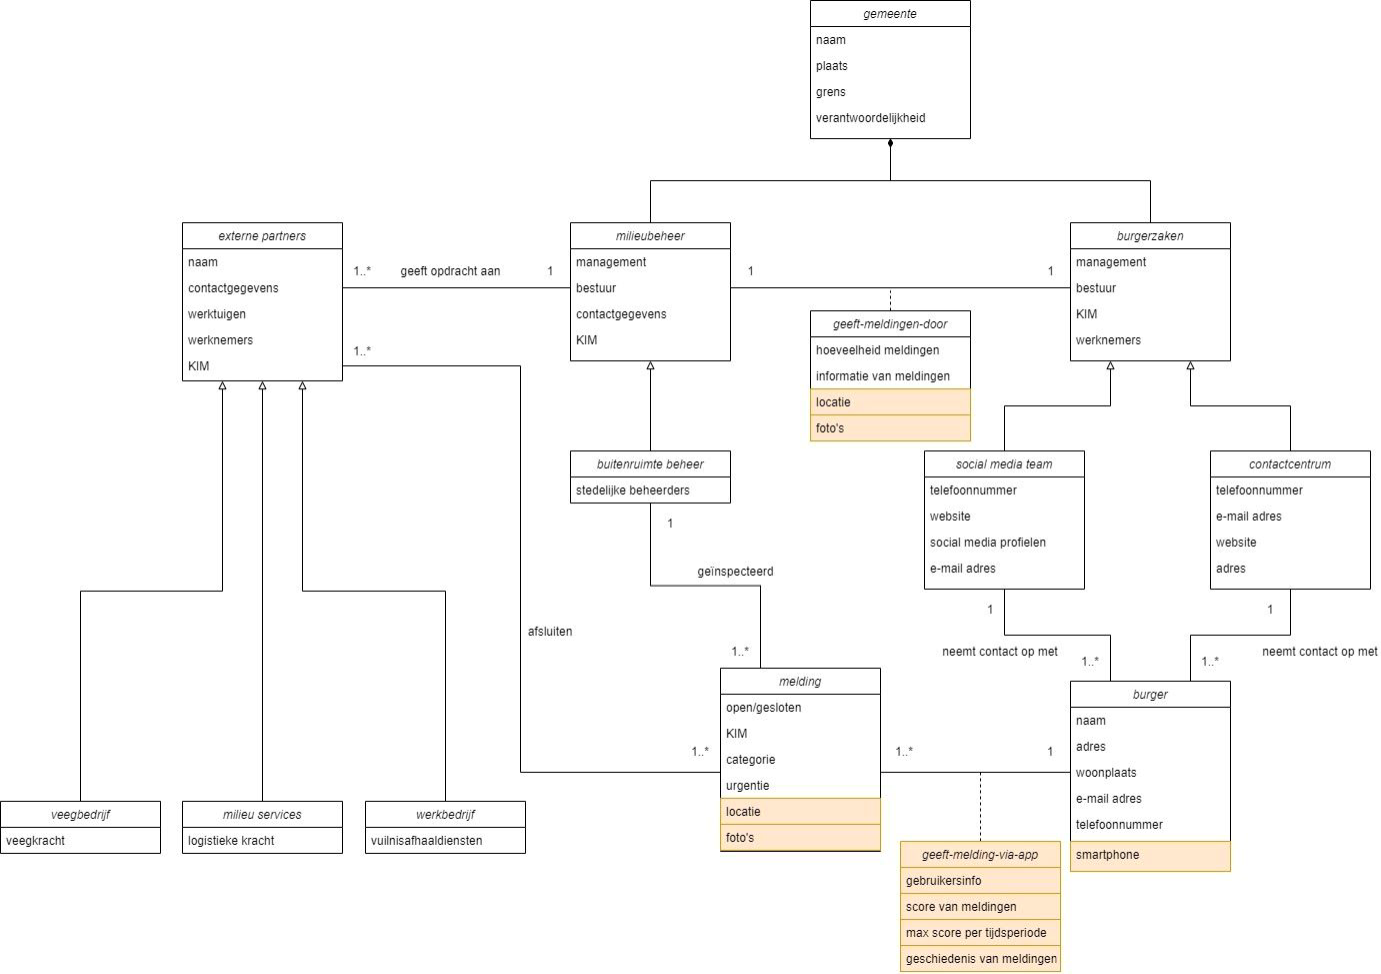 gemeente
naam
plaats
grens
verantwoordelijkheid
externe partners
naam
contactgegevens
werktuigen
werknemers
KIM
1..*
geeft opdracht aan
1
milieubeheer
management
bestuur
contactgegevens
KIM
1
1
burgerzaken
management
bestuur
KIM
werknemers
geeft-meldingen-door
hoeveelheid meldingen
informatie van meldingen
locatie
foto's
1..*
buitenruimte beheer
stedelijke beheerders
1
geïnspecteerd
1..*
social media team
telefoonnummer
website
social media profielen
e-mail adres
contactcentrum
telefoonnummer
e-mail adres
website
adres
1
neemt contact op met
1..*
1
neemt contact op met
1..*
afsluiten
1..*
melding
open/gesloten
KIM
categorie
urgentie
locatie
foto's
1..*
1
burger
naam
adres
woonplaats
e-mail adres
telefoonnummer
smartphone
veegbedrijf
veegkracht
milieu services
logistieke kracht
werkbedrijf
vuilnisafhaaldiensten
geeft-melding-via-app
gebruikersinfo
score van meldingen
max score per tijdsperiode
geschiedenis van meldingen